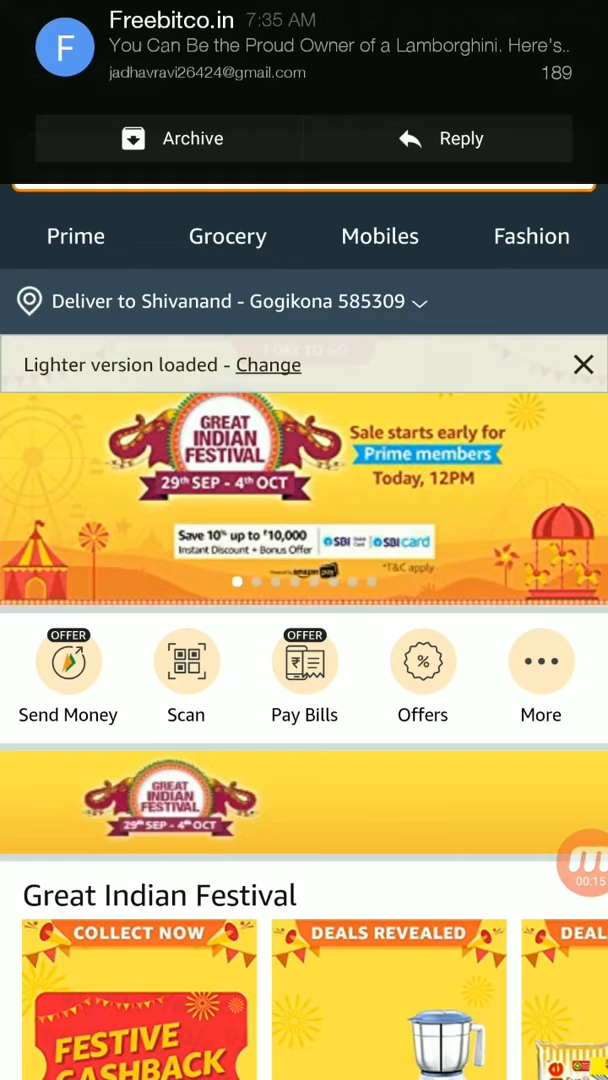 F
Freebitco.in 7:35 AM
You Can Be the Proud Owner of a Lamborghini. Here's..
jadhavravi26424@gmail.com 189
Archive Reply
Prime Grocery Mobiles Fashion
Deliver to Shivanand - Gogikona 585309
Lighter version loaded - Change
GREAT
INDIAN
FESTIVAL
29th SEP - 4th OCT
Sale starts early for
Prime members
Today, 12PM
Save 10% up to ₹10,000
Instant Discount + Bonus Offer
SBI SBI card
*T&C apply
amazon pay
OFFER OFFER
Send Money Scan Pay Bills Offers More
GREAT
INDIAN
FESTIVAL
29th SEP - 4th OCT
00:15
Great Indian Festival
COLLECT NOW DEALS REVEALED DEAL
FESTIVE
CASHBACK